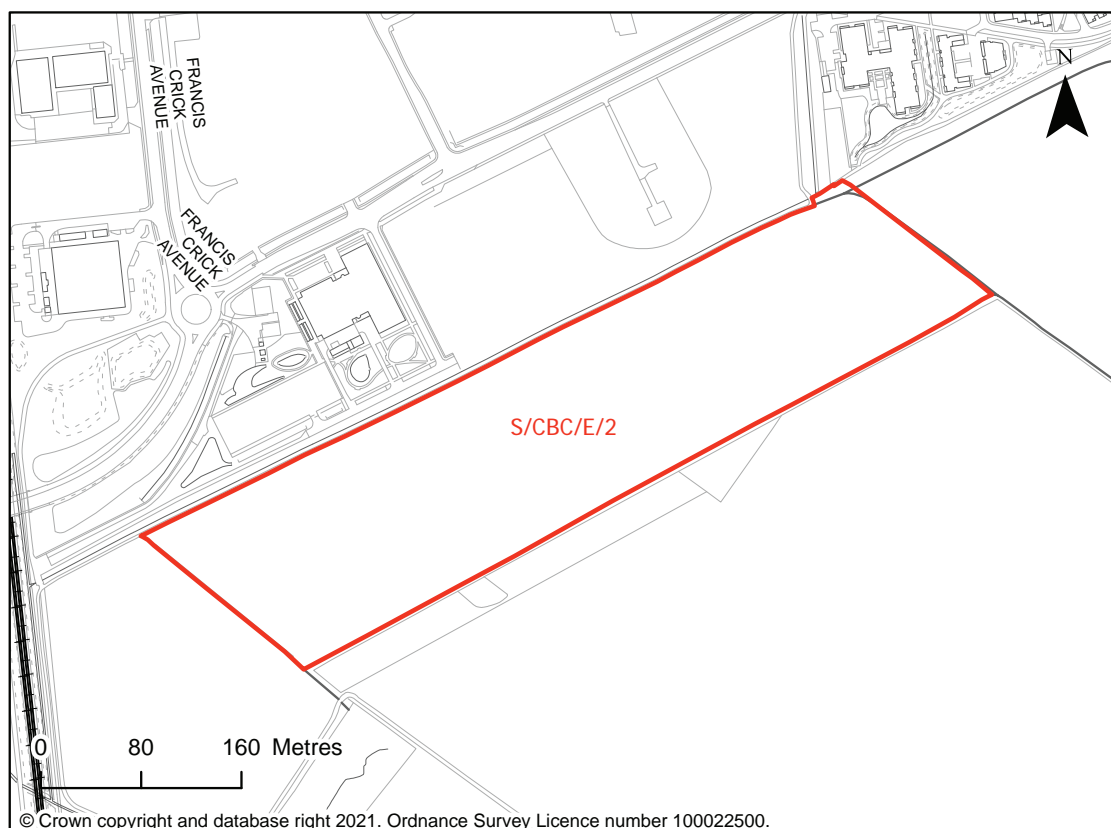 FRANCIS
CRICK
AVENUE
N
FRANCIS
CRICK
AVENUE
S/CBC/E/2
0 80 160 Metres
© Crown copyright and database right 2021. Ordnance Survey Licence number 100022500.